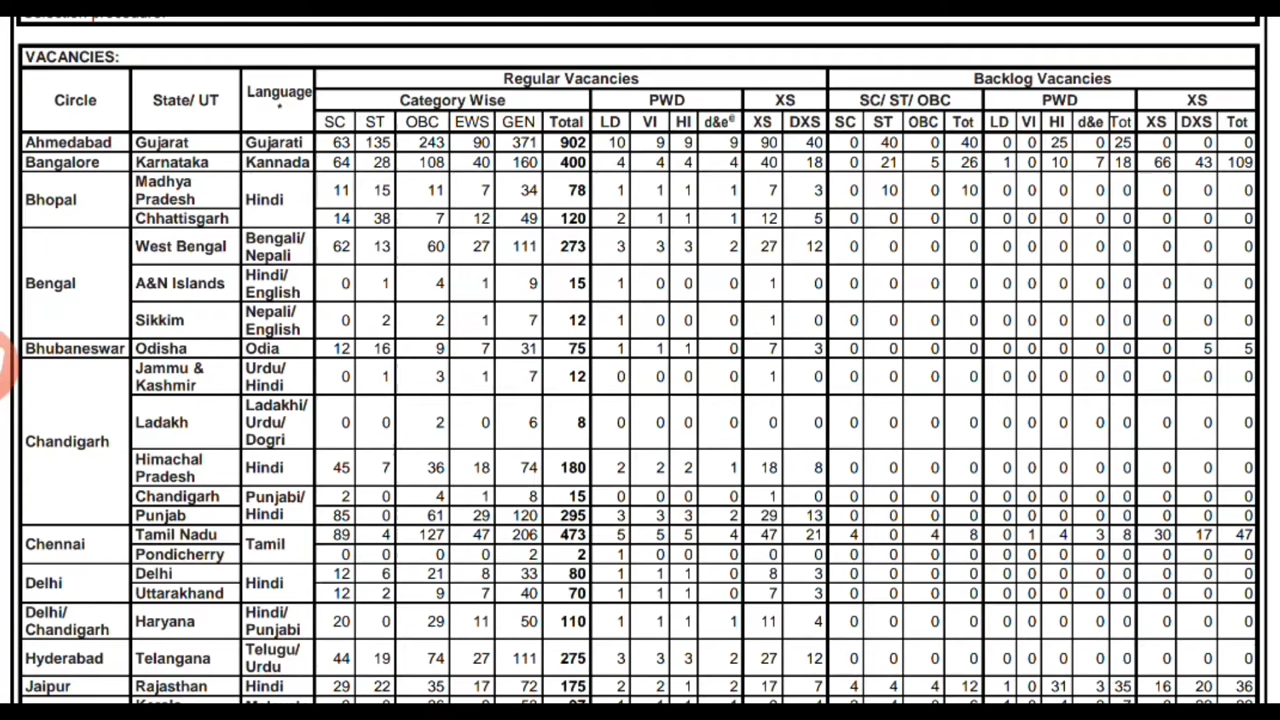 Selection procedure.
VACANCIES:
Circle State/ UT Language * Regular Vacancies Backlog Vacancies
Category Wise PWD XS SC/ ST/ OBC PWD XS
SC ST OBC EWS GEN Total LD VI HI d&e@ XS DXS SC ST OBC Tot LD VI HI d&e Tot XS DXS Tot
Ahmedabad Gujarat Gujarati 63 135 243 90 371 902 10 9 9 9 90 40 0 40 0 40 0 0 25 0 25 0 0 0
Bangalore Karnataka Kannada 64 28 108 40 160 400 4 4 4 4 40 18 0 21 5 26 1 0 10 7 18 66 43 109
Bhopal Madhya Pradesh Hindi 11 15 11 7 34 78 1 1 1 1 7 3 0 10 0 10 0 0 0 0 0 0 0 0
Chhattisgarh 14 38 7 12 49 120 2 1 1 1 12 5 0 0 0 0 0 0 0 0 0 0 0 0
Bengal West Bengal Bengali/ Nepali 62 13 60 27 111 273 3 3 3 2 27 12 0 0 0 0 0 0 0 0 0 0 0 0
A&N Islands Hindi/ English 0 1 4 1 9 15 1 0 0 0 1 0 0 0 0 0 0 0 0 0 0 0 0 0
Sikkim Nepali/ English 0 2 2 1 7 12 1 0 0 0 1 0 0 0 0 0 0 0 0 0 0 0 0 0
Bhubaneswar Odisha Odia 12 16 9 7 31 75 1 1 1 0 7 3 0 0 0 0 0 0 0 0 0 0 5 5
Chandigarh Jammu & Kashmir Urdu/ Hindi 0 1 3 1 7 12 0 0 0 0 1 0 0 0 0 0 0 0 0 0 0 0 0 0
Ladakh Ladakhi/ Urdu/ Dogri 0 0 2 0 6 8 0 0 0 0 0 0 0 0 0 0 0 0 0 0 0 0 0 0
Himachal Pradesh Hindi 45 7 36 18 74 180 2 2 2 1 18 8 0 0 0 0 0 0 0 0 0 0 0 0
Chandigarh Punjabi/ Hindi 2 0 4 1 8 15 0 0 0 0 1 0 0 0 0 0 0 0 0 0 0 0 0 0
Punjab 85 0 61 29 120 295 3 3 3 2 29 13 0 0 0 0 0 0 0 0 0 0 0 0
Chennai Tamil Nadu Tamil 89 4 127 47 206 473 5 5 5 4 47 21 4 0 4 8 0 1 4 3 8 30 17 47
Pondicherry 0 0 0 0 2 2 1 0 0 0 0 0 0 0 0 0 0 0 0 0 0 0 0 0
Delhi Delhi Hindi 12 6 21 8 33 80 1 1 1 0 8 3 0 0 0 0 0 0 0 0 0 0 0 0
Uttarakhand 12 2 9 7 40 70 1 1 1 0 7 3 0 0 0 0 0 0 0 0 0 0 0 0
Delhi/ Chandigarh Haryana Hindi/ Punjabi 20 0 29 11 50 110 1 1 1 1 11 4 0 0 0 0 0 0 0 0 0 0 0 0
Hyderabad Telangana Telugu/ Urdu 44 19 74 27 111 275 3 3 3 2 27 12 0 0 0 0 0 0 0 0 0 0 0 0
Jaipur Rajasthan Hindi 29 22 35 17 72 175 2 2 1 2 17 7 4 4 4 12 1 0 31 3 35 16 20 36